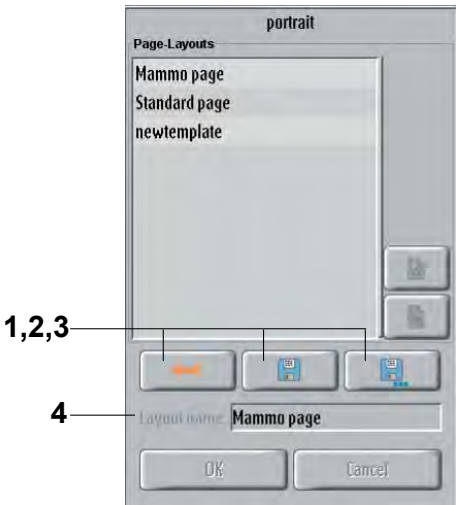 portrait
Page-Layouts
Mammo page
Standard page
newtemplate
1,2,3
4
Layout name Mammo page
OK Cancel